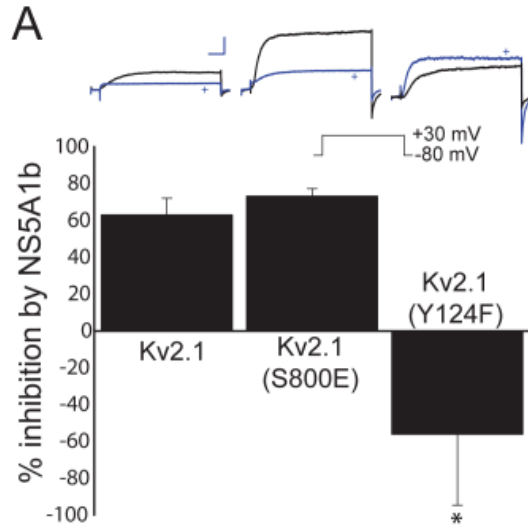 A
+
+
+
+30 mV
-80 mV
% inhibition by NS5A1b
100
80
60
40
20
0
-20
-40
-60
-80
-100
Kv2.1
Kv2.1
(S800E)
Kv2.1
(Y124F)
*